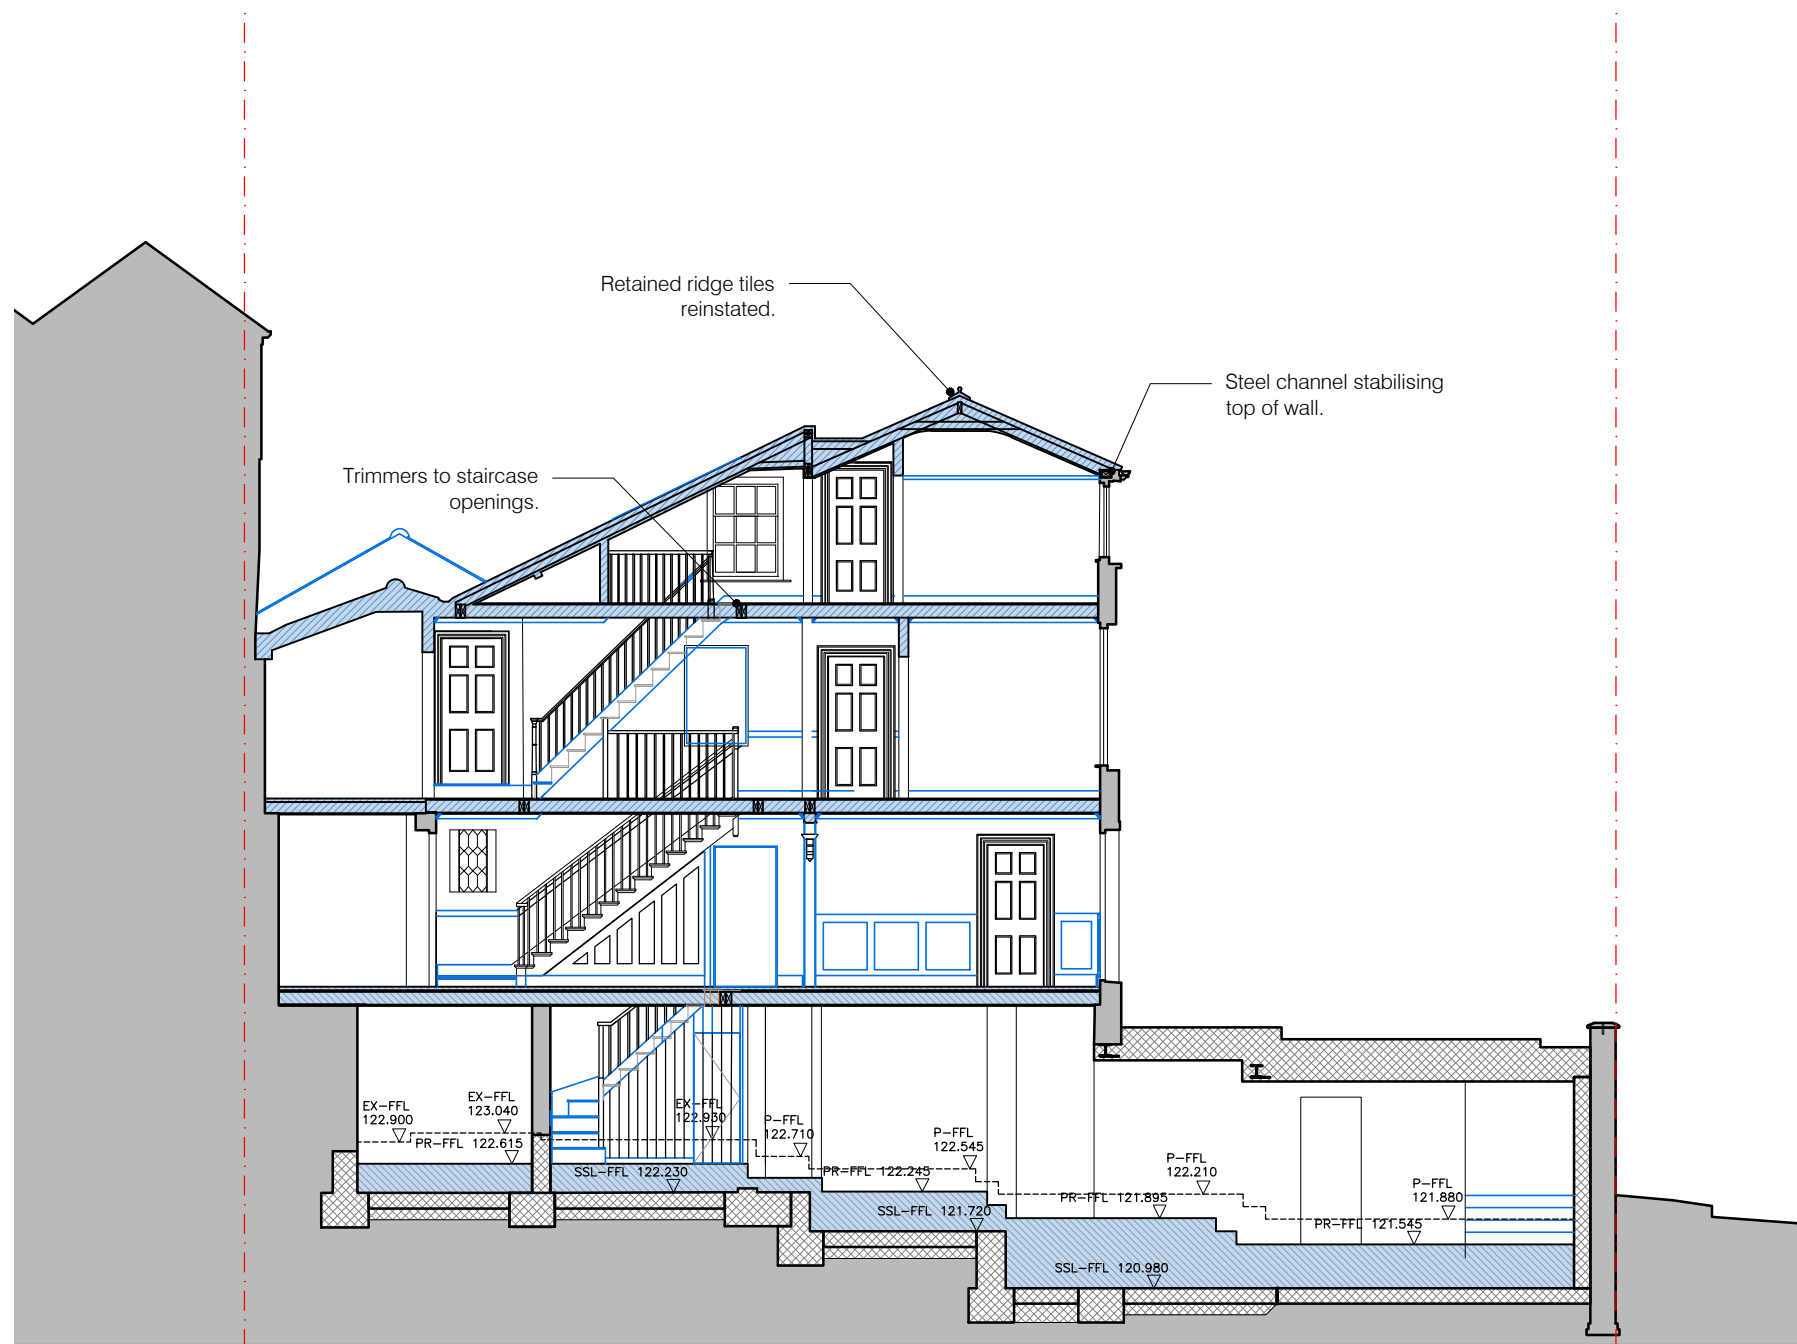 Retained ridge tiles
reinstated.
Steel channel stabilising
top of wall.
Trimmers to staircase
openings.
EX-FFL
122.900
EX-FFL
123.040
PR-FFL 122.615
EX-FFL
122.930
SSL-FFL 122.230
P-FFL
122.710
PR-FFL 122.245
P-FFL
122.545
SSL-FFL 121.720
PR-FFL 121.895
P-FFL
122.210
SSL-FFL 120.980
PR-FFL 121.545
P-FFL
121.880